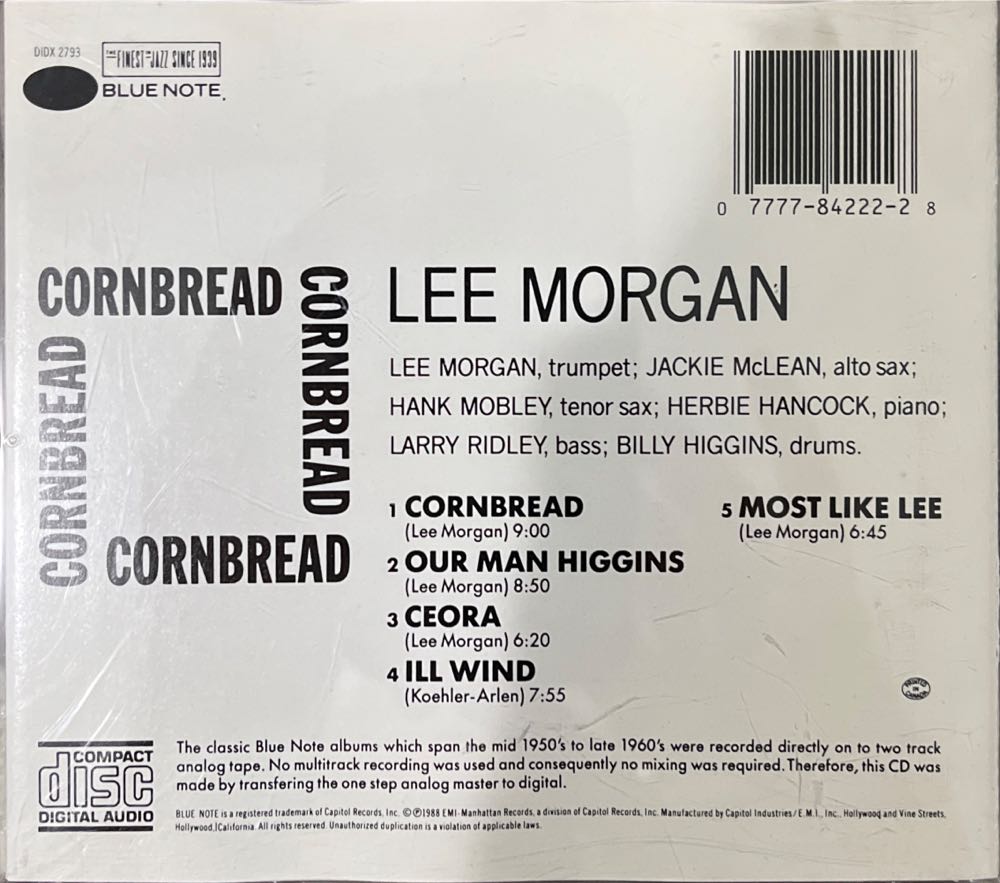 DIDX 2793
THE FINEST IN JAZZ SINCE 1939
BLUE NOTE.
0 7777-84222-2 8
CORNBREAD
CORNBREAD
CORNBREAD
CORNBREAD
LEE MORGAN
LEE MORGAN, trumpet; JACKIE McLEAN, alto sax;
HANK MOBLEY, tenor sax; HERBIE HANCOCK, piano;
LARRY RIDLEY, bass; BILLY HIGGINS, drums.
1 CORNBREAD
(Lee Morgan) 9:00
2 OUR MAN HIGGINS
(Lee Morgan) 8:50
3 CEORA
(Lee Morgan) 6:20
4 ILL WIND
(Koehler-Arlen) 7:55
5 MOST LIKE LEE
(Lee Morgan) 6:45
PRINTED
IN
CANADA
COMPACT
disc
DIGITAL AUDIO
The classic Blue Note albums which span the mid 1950's to late 1960's were recorded directly on to two track
analog tape. No multitrack recording was used and consequently no mixing was required. Therefore, this CD was
made by transfering the one step analog master to digital.
BLUE NOTE is a registered trademark of Capitol Records, Inc. ©℗1988 EMI-Manhattan Records, a division of Capitol Records, Inc. Manufactured by Capitol Industries/E.M.I., Inc., Hollywood and Vine Streets,
Hollywood, California. All rights reserved. Unauthorized duplication is a violation of applicable laws.